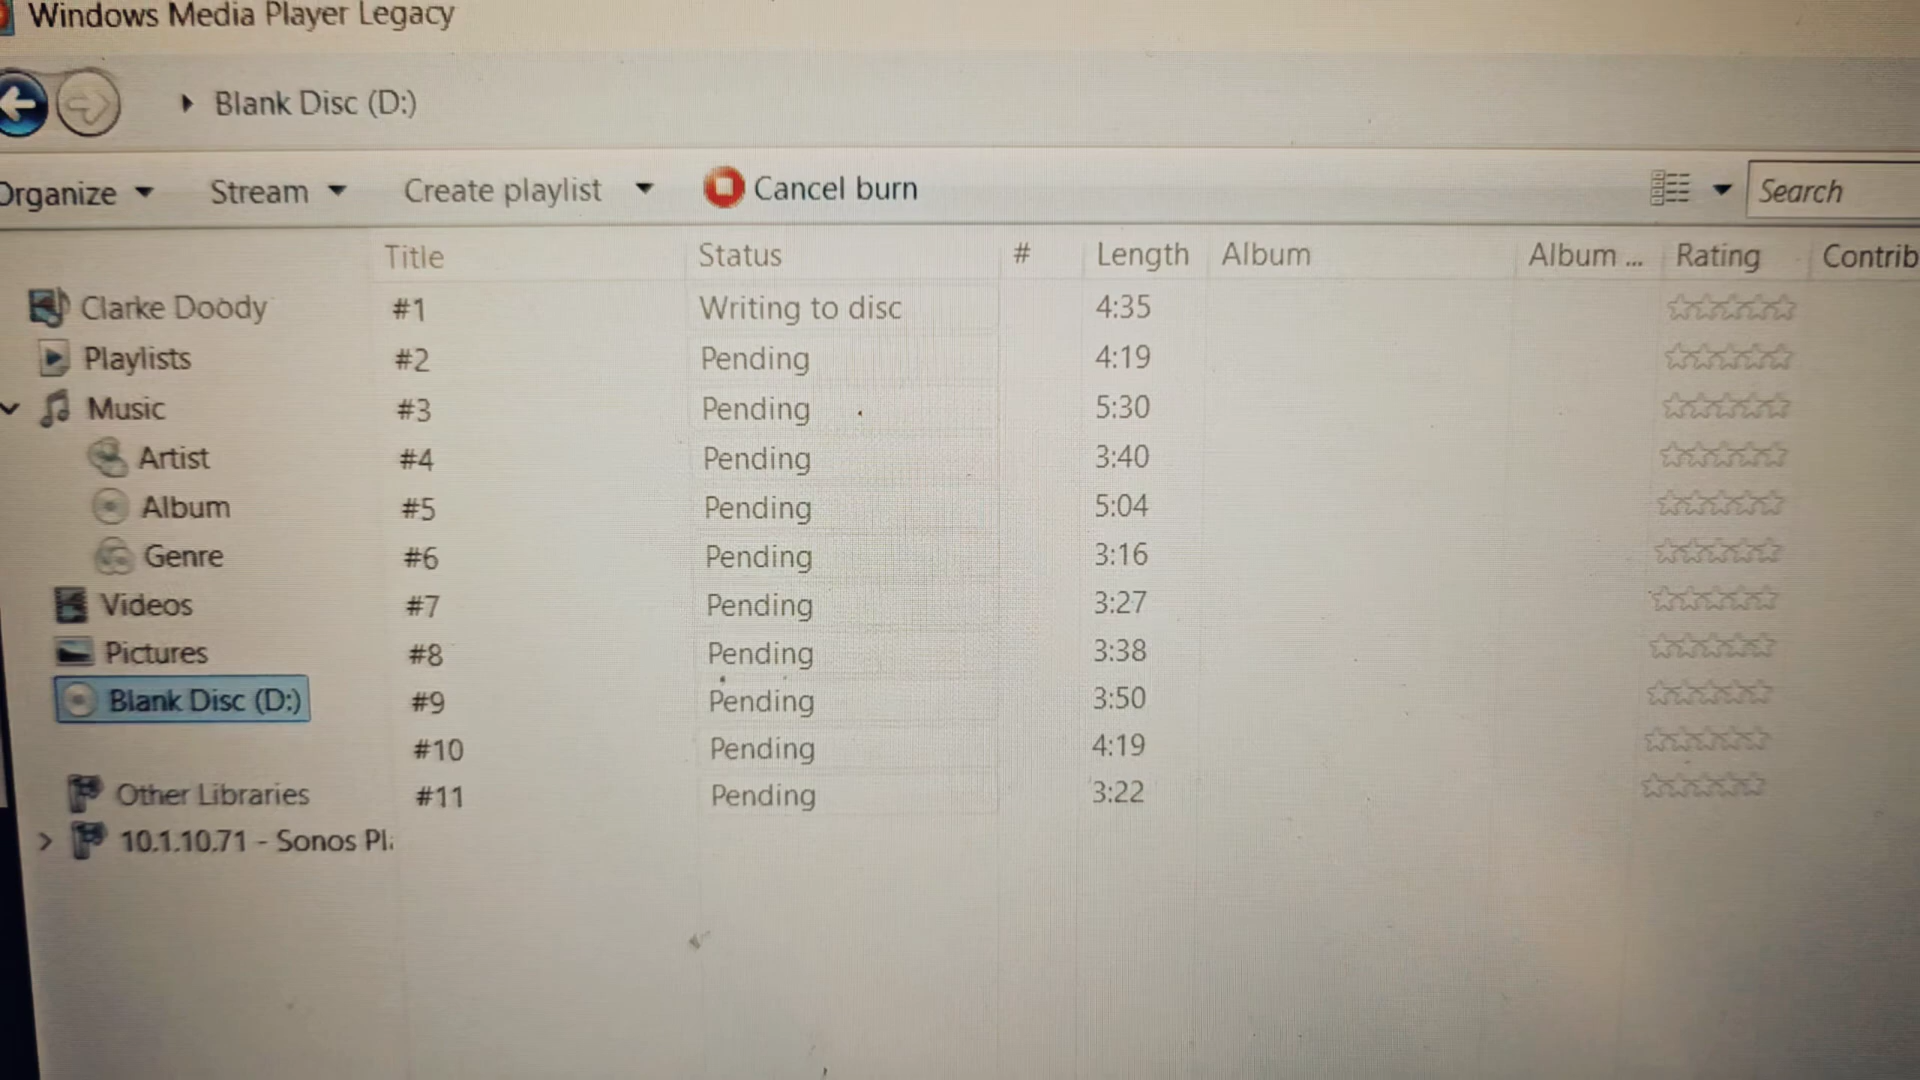 Windows Media Player Legacy
Blank Disc (D:)
Organize Stream Create playlist Cancel burn Search
Title Status # Length Album Album ... Rating Contrib
Clarke Doody #1 Writing to disc 4:35
Playlists #2 Pending 4:19
Music #3 Pending 5:30
Artist #4 Pending 3:40
Album #5 Pending 5:04
Genre #6 Pending 3:16
Videos #7 Pending 3:27
Pictures #8 Pending 3:38
Blank Disc (D:) #9 Pending 3:50
#10 Pending 4:19
Other Libraries #11 Pending 3:22
10.1.10.71 - Sonos Pl